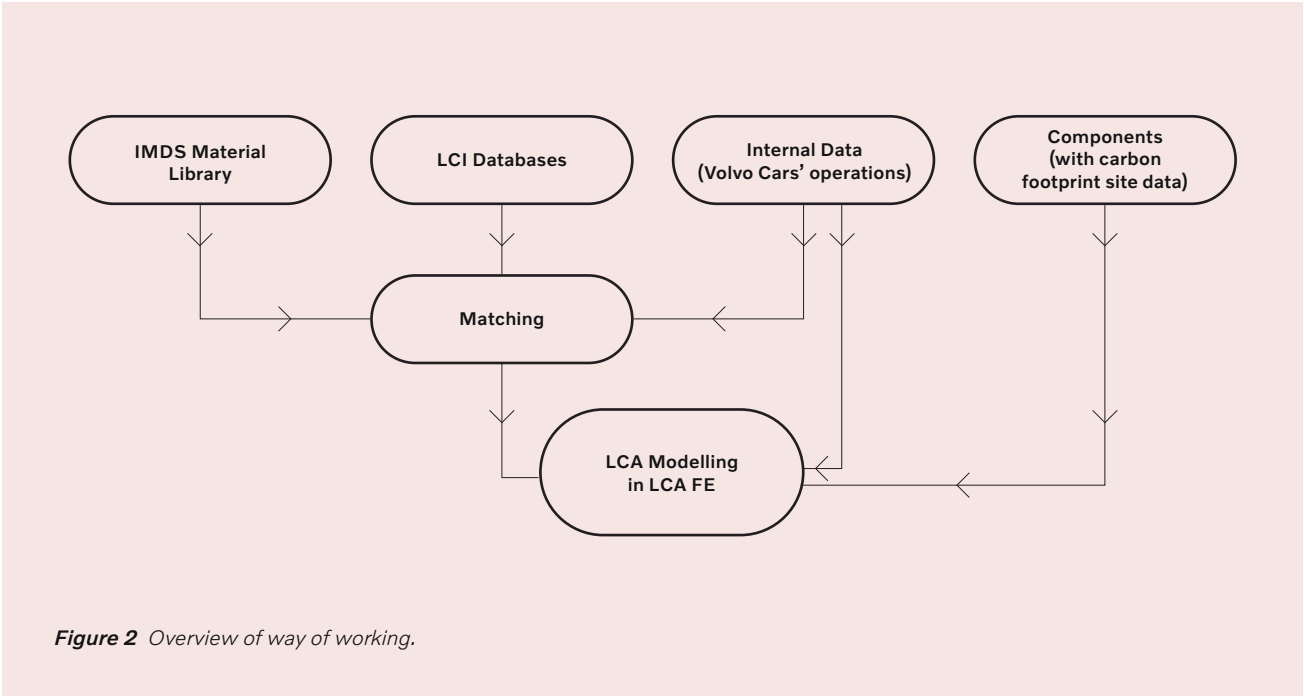 IMDS Material
Library
LCI Databases
Internal Data
(Volvo Cars’ operations)
Components
(with carbon
footprint site data)
Matching
LCA Modelling
in LCA FE
Figure 2 Overview of way of working.